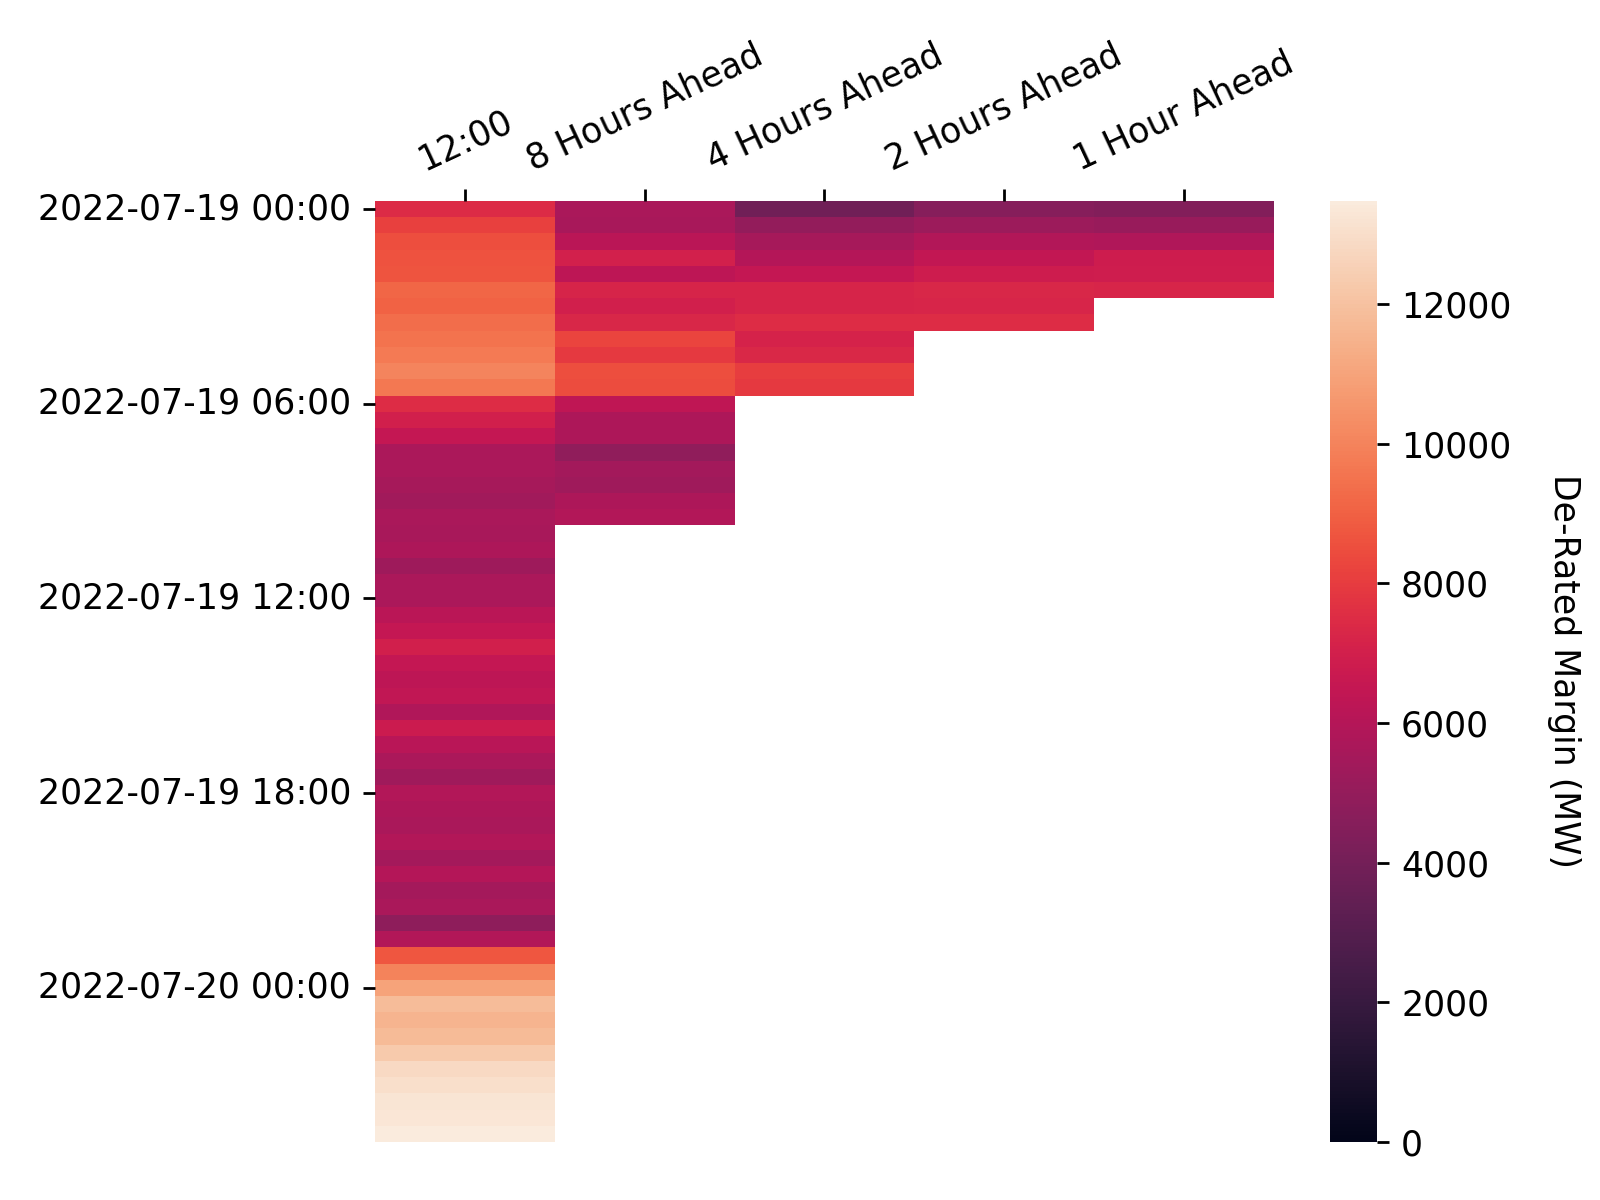 12:00
8 Hours Ahead
4 Hours Ahead
2 Hours Ahead
1 Hour Ahead
2022-07-19 00:00
2022-07-19 06:00
2022-07-19 12:00
2022-07-19 18:00
2022-07-20 00:00
12000
10000
8000
6000
4000
2000
0
De-Rated Margin (MW)